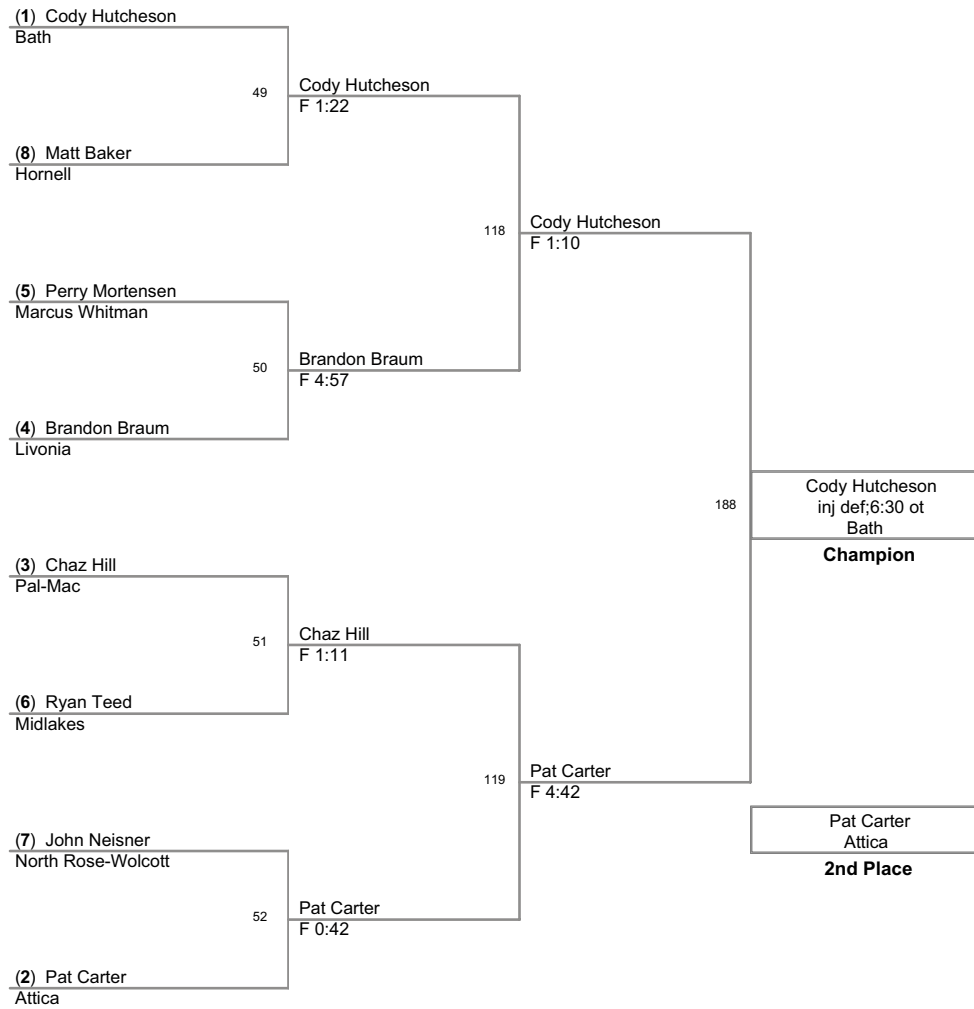 (1) Cody Hutcheson
Bath
49
Cody Hutcheson
F 1:22
(8) Matt Baker
Hornell
118
Cody Hutcheson
F 1:10
(5) Perry Mortensen
Marcus Whitman
50
Brandon Braum
F 4:57
(4) Brandon Braum
Livonia
188
Cody Hutcheson
inj def;6:30 ot
Bath
Champion
(3) Chaz Hill
Pal-Mac
51
Chaz Hill
F 1:11
(6) Ryan Teed
Midlakes
119
Pat Carter
F 4:42
Pat Carter
Attica
2nd Place
(7) John Neisner
North Rose-Wolcott
52
Pat Carter
F 0:42
(2) Pat Carter
Attica